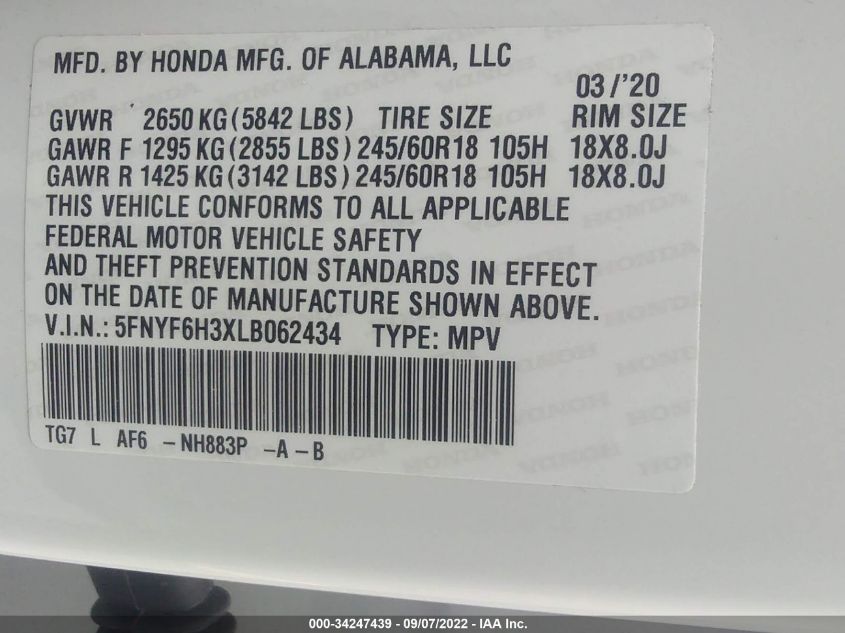 MFD. BY HONDA MFG. OF ALABAMA, LLC
03/'20
GVWR 2650 KG (5842 LBS) TIRE SIZE RIM SIZE
GAWR F 1295 KG (2855 LBS) 245/60R18 105H 18X8.0J
GAWR R 1425 KG (3142 LBS) 245/60R18 105H 18X8.0J
THIS VEHICLE CONFORMS TO ALL APPLICABLE
FEDERAL MOTOR VEHICLE SAFETY
AND THEFT PREVENTION STANDARDS IN EFFECT
ON THE DATE OF MANUFACTURE SHOWN ABOVE.
V.I.N.: 5FNYF6H3XLB062434 TYPE: MPV
TG7 L AF6 -NH883P -A-B
000-34247439 - 09/07/2022 - IAA Inc.